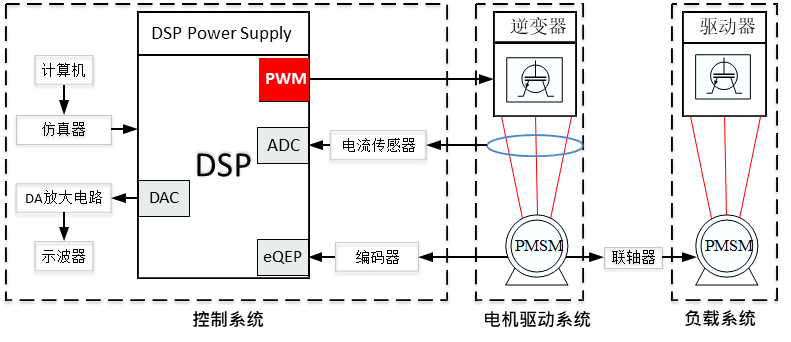 DSP Power Supply
逆变器
驱动器
计算机
PWM
仿真器
ADC
电流传感器
DSP
DA放大电路
DAC
示波器
eQEP
编码器
PMSM
联轴器
PMSM
控制系统
电机驱动系统
负载系统